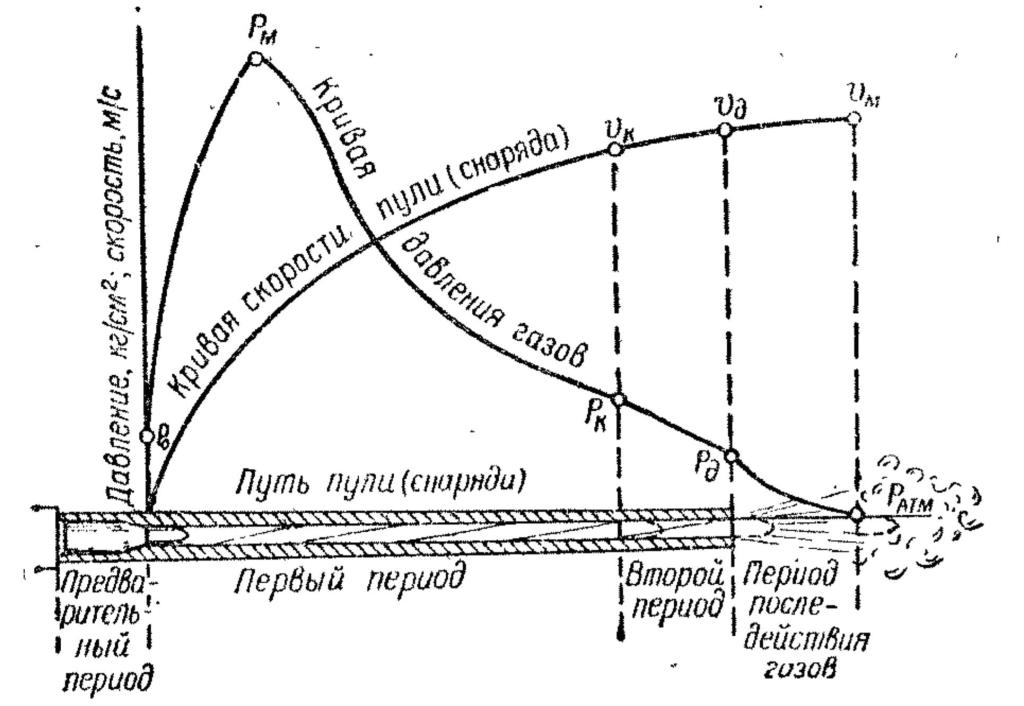 Давление, кг/см²; скорость, м/с
Pм
Кривая
давления газов
Кривая скорости пули (снаряда)
vк
vд
vм
Pк
Pд
Pатм
Путь пули (снаряда)
Предва-
ритель-
ный
период
Первый период
Второй
период
Период
после-
действия
газов